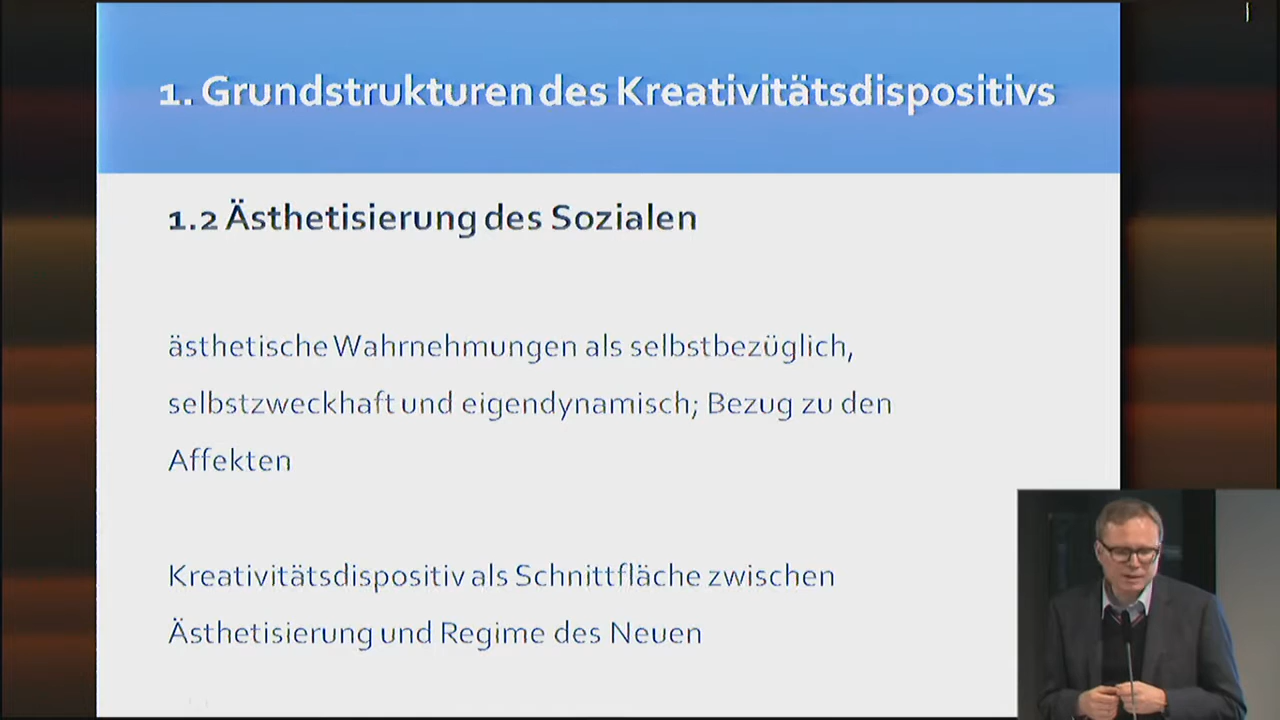 1. Grundstrukturen des Kreativitätsdispositivs
1.2 Ästhetisierung des Sozialen
ästhetische Wahrnehmungen als selbstbezüglich,
selbstzweckhaft und eigendynamisch; Bezug zu den
Affekten
Kreativitätsdispositiv als Schnittfläche zwischen
Ästhetisierung und Regime des Neuen